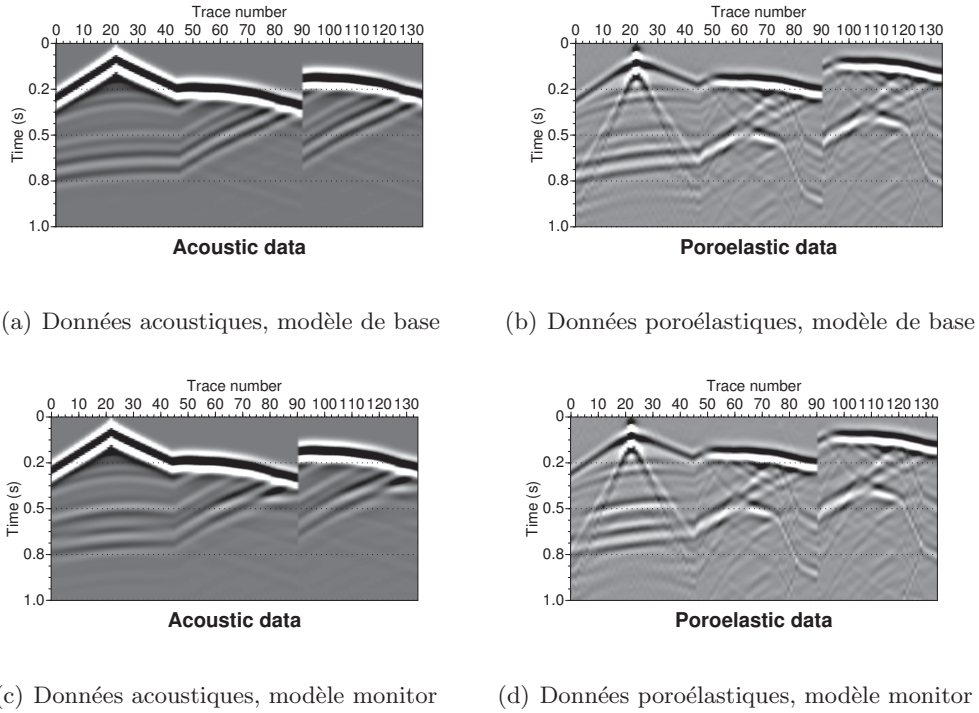 Trace number
0 10 20 30 40 50 60 70 80 90 100 110 120 130
0
0.2
0.5
0.8
1.0
Time (s)
Acoustic data
(a) Données acoustiques, modèle de base
Trace number
0 10 20 30 40 50 60 70 80 90 100 110 120 130
0
0.2
0.5
0.8
1.0
Time (s)
Poroelastic data
(b) Données poroélastiques, modèle de base
Trace number
0 10 20 30 40 50 60 70 80 90 100 110 120 130
0
0.2
0.5
0.8
1.0
Time (s)
Acoustic data
(c) Données acoustiques, modèle monitor
Trace number
0 10 20 30 40 50 60 70 80 90 100 110 120 130
0
0.2
0.5
0.8
1.0
Time (s)
Poroelastic data
(d) Données poroélastiques, modèle monitor